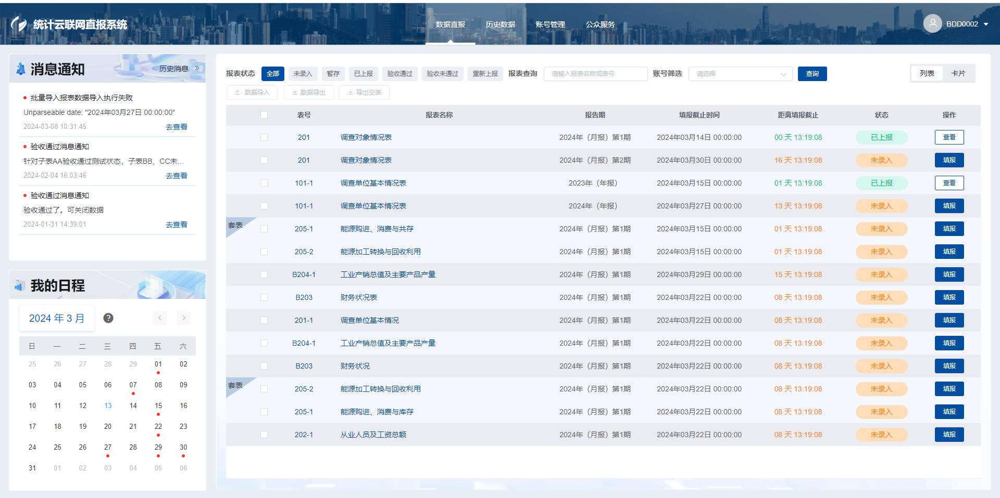 统计云联网直报系统
数据直报 历史数据 账号管理 公众服务
BDD0002
消息通知
历史消息
批量导入报表数据导入执行失败
Unparseable date: "2024年03月27日 00:00:00"
2024-03-08 10:31:45 去查看
验收通过消息通知
针对子表AA验收通过测试状态，子表BB、CC未...
2024-02-04 16:03:46 去查看
验收通过消息通知
验收通过了。可关闭数据
2024-01-31 14:39:01 去查看
我的日程
2024 年 3 月 ?
日 一 二 三 四 五 六
25 26 27 28 29 01 02
03 04 05 06 07 08 09
10 11 12 13 14 15 16
17 18 19 20 21 22 23
24 25 26 27 28 29 30
31 01 02 03 04 05 06
报表状态 全部 未录入 暂存 已上报 验收通过 验收未通过 重新上报 报表查询 请输入报表名称或表号 账号筛选 请选择 查询 列表 卡片
数据导入 数据导出 导出空表
表号 报表名称 报告期 填报截止时间 距离填报截止 状态 操作
201 调查对象情况表 2024年（月报）第1期 2024年03月14日 00:00:00 00 天 13:19:08 已上报 查看
201 调查对象情况表 2024年（月报）第2期 2024年03月30日 00:00:00 16 天 13:19:08 未录入 填报
101-1 调查单位基本情况表 2023年（年报） 2024年03月15日 00:00:00 01 天 13:19:08 已上报 查看
101-1 调查单位基本情况表 2024年（年报） 2024年03月27日 00:00:00 13 天 13:19:08 未录入 填报
套表 205-1 能源购进、消费与共存 2024年（月报）第1期 2024年03月15日 00:00:00 01 天 13:19:08 未录入 填报
205-2 能源加工转换与回收利用 2024年（月报）第1期 2024年03月15日 00:00:00 01 天 13:19:08 未录入 填报
B204-1 工业产销总值及主要产品产量 2024年（月报）第1期 2024年03月29日 00:00:00 15 天 13:19:08 未录入 填报
B203 财务状况表 2024年（月报）第1期 2024年03月22日 00:00:00 08 天 13:19:08 未录入 填报
201-1 调查单位基本情况 2024年（月报）第1期 2024年03月22日 00:00:00 08 天 13:19:08 未录入 填报
B204-1 工业产销总值及主要产品产量 2024年（月报）第1期 2024年03月22日 00:00:00 08 天 13:19:08 未录入 填报
B203 财务状况 2024年（月报）第1期 2024年03月22日 00:00:00 08 天 13:19:08 未录入 填报
套表 205-2 能源加工转换与回收利用 2024年（月报）第1期 2024年03月22日 00:00:00 08 天 13:19:08 未录入 填报
205-1 能源购进、消费与库存 2024年（月报）第1期 2024年03月22日 00:00:00 08 天 13:19:08 未录入 填报
202-1 从业人员及工资总额 2024年（月报）第1期 2024年03月22日 00:00:00 08 天 13:19:08 未录入 填报